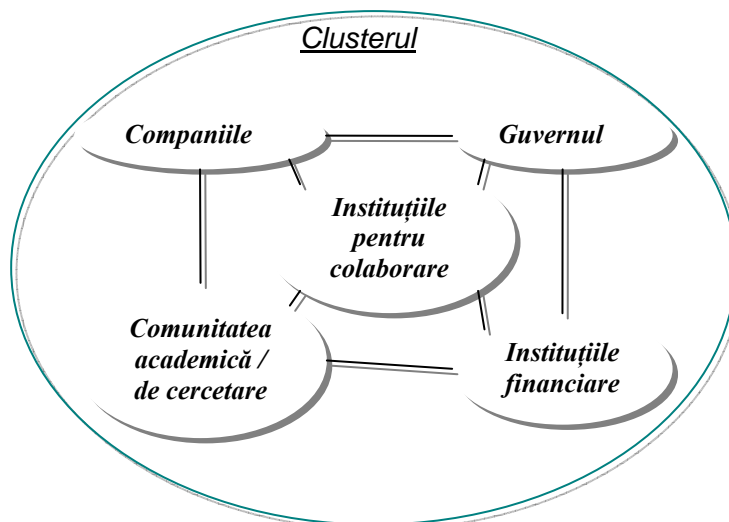 Clusterul
Companiile
Guvernul
Instituțiile
pentru
colaborare
Comunitatea
academică /
de cercetare
Instituțiile
financiare